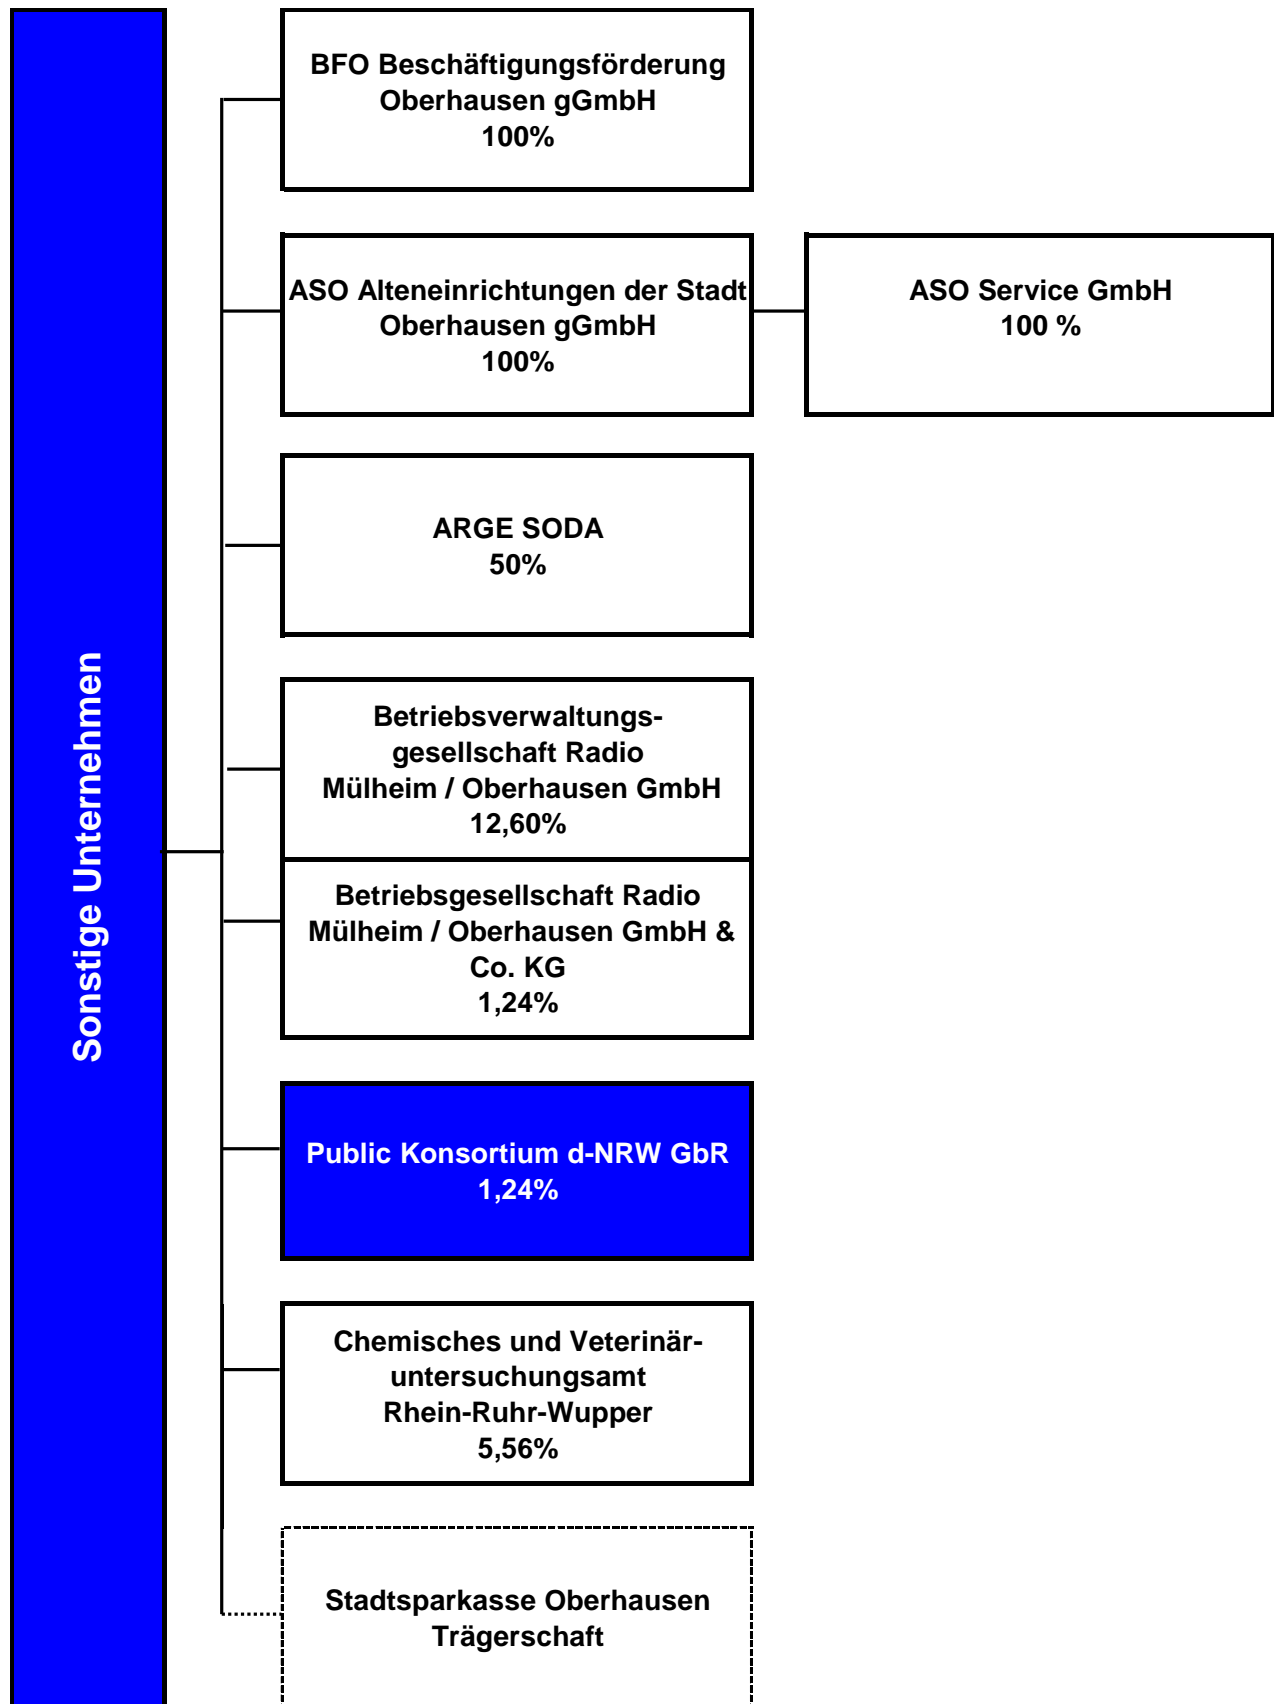 Sonstige Unternehmen
BFO Beschäftigungsförderung
Oberhausen gGmbH
100%
ASO Alteneinrichtungen der Stadt
Oberhausen gGmbH
100%
ASO Service GmbH
100 %
ARGE SODA
50%
Betriebsverwaltungs-
gesellschaft Radio
Mülheim / Oberhausen GmbH
12,60%
Betriebsgesellschaft Radio
Mülheim / Oberhausen GmbH &
Co. KG
1,24%
Public Konsortium d-NRW GbR
1,24%
Chemisches und Veterinär-
untersuchungsamt
Rhein-Ruhr-Wupper
5,56%
Stadtsparkasse Oberhausen
Trägerschaft